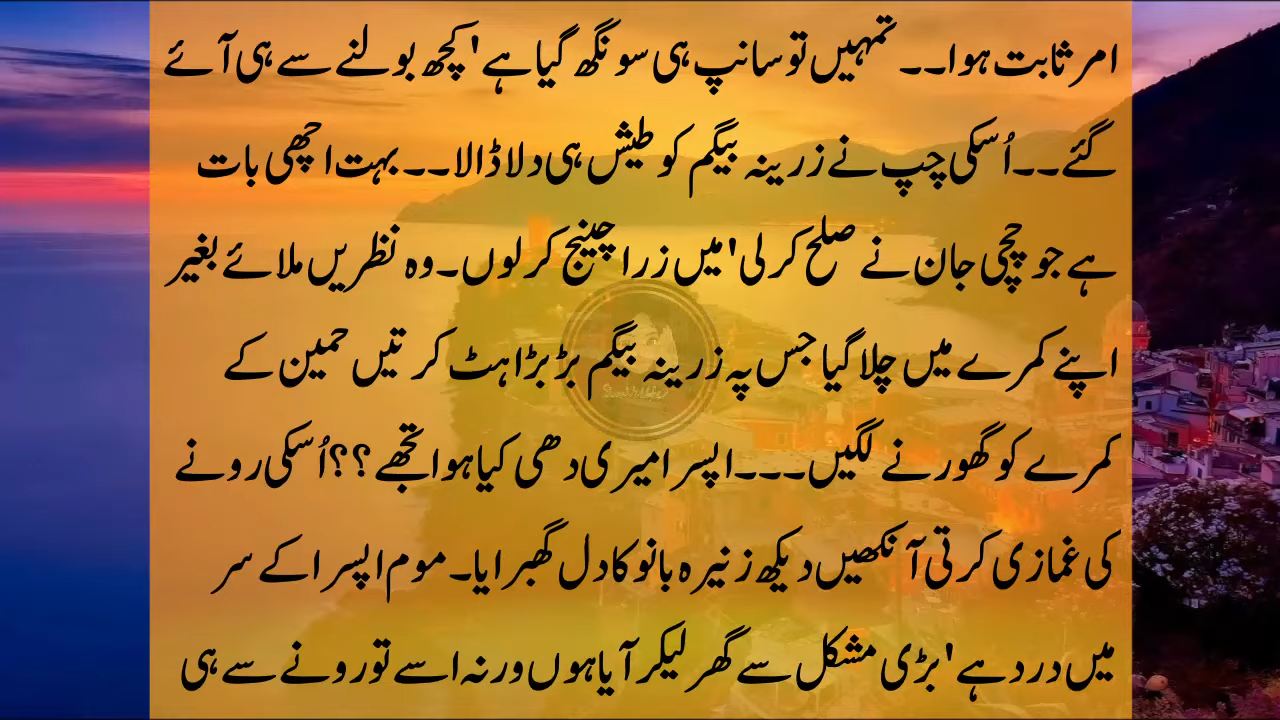 امر ثابت ہوا۔۔ تمہیں تو سانپ ہی سونگھ گیا ہے ' کچھ بولنے سے ہی آئے
گئے۔۔ اُسکی چپ نے زرینہ بیگم کو طیش ہی دلا ڈالا۔۔ بہت اچھی بات
ہے جو چچی جان نے صلح کرلی' میں زرا چینج کرلوں۔ وہ نظریں ملائے بغیر
اپنے کمرے میں چلا گیا جس پہ زرینہ بیگم بڑبڑاہٹ کرتیں حمین کے
کمرے کو گھورنے لگیں۔۔۔ اپسرا میری دھی کیا ہوا تجھے ؟؟ اُسکی رونے
کی غمازی کرتی آنکھیں دیکھ زنیرہ بانو کا دل گھبرایا۔ موم اپسرا کے سر
میں درد ہے ' بڑی مشکل سے گھر لیکر آیا ہوں ورنہ اسے تو رونے سے ہی